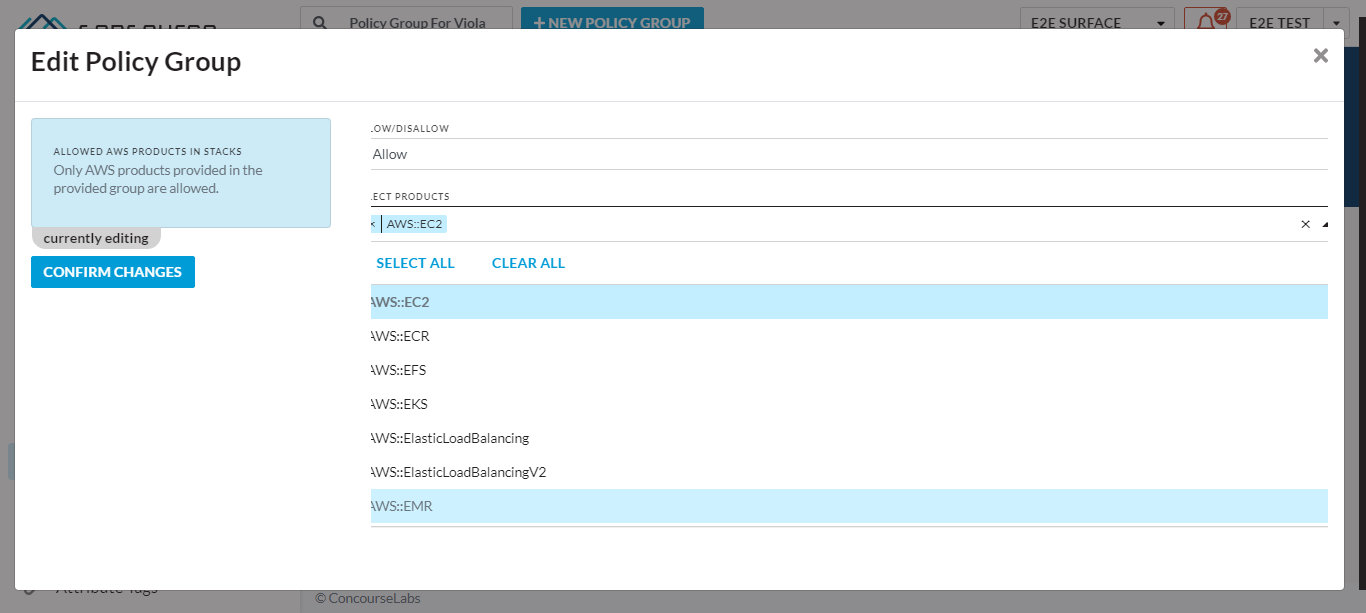 Policy Group For Viola
+ NEW POLICY GROUP
E2E SURFACE
27
E2E TEST
Edit Policy Group
×
ALLOWED AWS PRODUCTS IN STACKS
Only AWS products provided in the
provided group are allowed.
currently editing
CONFIRM CHANGES
LOW/DISALLOW
Allow
LECT PRODUCTS
× AWS::EC2 ×
SELECT ALL CLEAR ALL
AWS::EC2
AWS::ECR
AWS::EFS
AWS::EKS
AWS::ElasticLoadBalancing
AWS::ElasticLoadBalancingV2
AWS::EMR
Attribute Tags
© ConcourseLabs